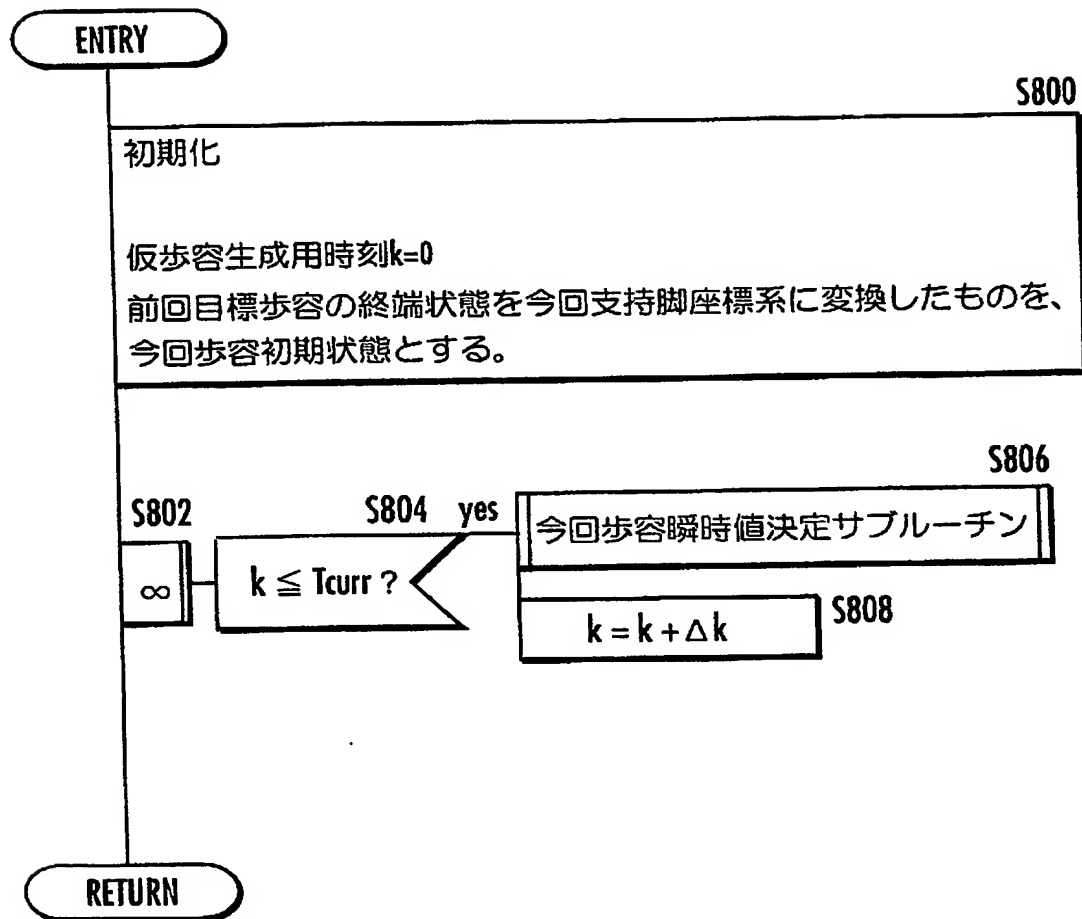 ENTRY
S800
初期化
仮歩容生成用時刻k=0
前回目標歩容の終端状態を今回支持脚座標系に変換したものを、
今回歩容初期状態とする。
S802
∞
S804
k ≦ Tcurr ?
yes
S806
今回歩容瞬時値決定サブルーチン
k = k + Δk
S808
RETURN